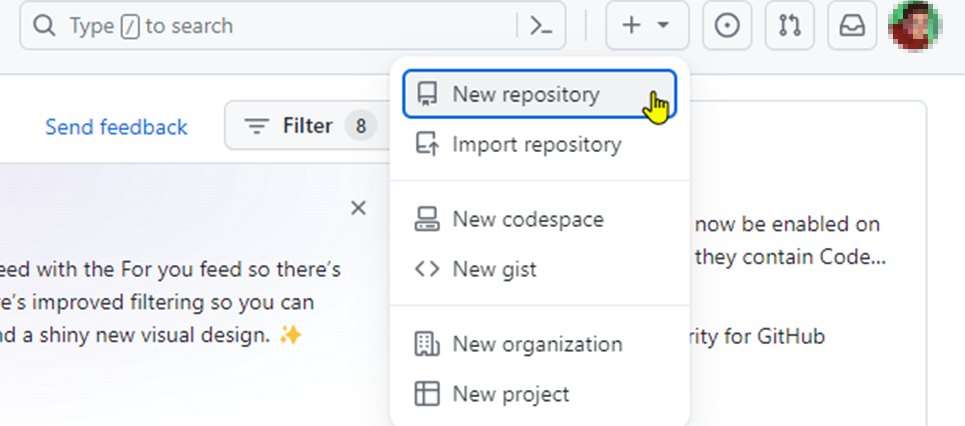 Type / to search
Send feedback
Filter 8
New repository
Import repository
New codespace
New gist
New organization
New project
eed with the For you feed so there's
re's improved filtering so you can
nd a shiny new visual design. ✨
now be enabled on
they contain Code...
rity for GitHub